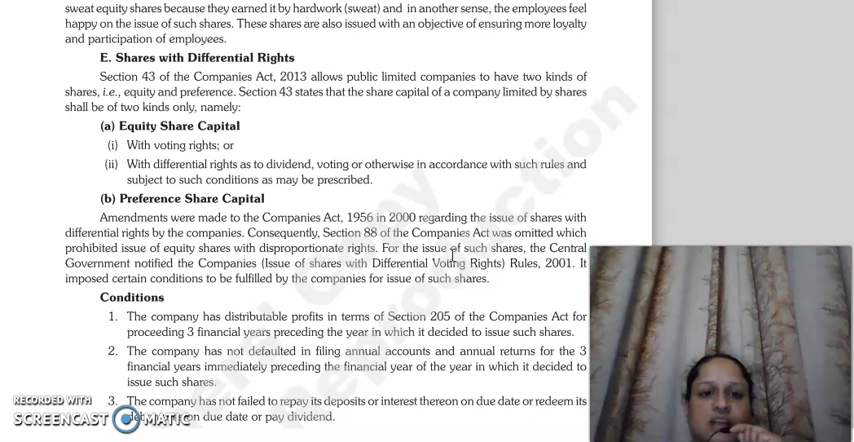 sweat equity shares because they earned it by hardwork (sweat) and in another sense, the employees feel
happy on the issue of such shares. These shares are also issued with an objective of ensuring more loyalty
and participation of employees.
E. Shares with Differential Rights
Section 43 of the Companies Act, 2013 allows public limited companies to have two kinds of
shares, i.e., equity and preference. Section 43 states that the share capital of a company limited by shares
shall be of two kinds only, namely:
(a) Equity Share Capital
(i) With voting rights; or
(ii) With differential rights as to dividend, voting or otherwise in accordance with such rules and
subject to such conditions as may be prescribed.
(b) Preference Share Capital
Amendments were made to the Companies Act, 1956 in 2000 regarding the issue of shares with
differential rights by the companies. Consequently, Section 88 of the Companies Act was omitted which
prohibited issue of equity shares with disproportionate rights. For the issue of such shares, the Central
Government notified the Companies (Issue of shares with Differential Voting Rights) Rules, 2001. It
imposed certain conditions to be fulfilled by the companies for issue of such shares.
Conditions
1. The company has distributable profits in terms of Section 205 of the Companies Act for
proceeding 3 financial years preceding the year in which it decided to issue such shares.
2. The company has not defaulted in filing annual accounts and annual returns for the 3
financial years immediately preceding the financial year of the year in which it decided to
issue such shares.
3. The company has not failed to repay its deposits or interest thereon on due date or redeem its
on due date or pay dividend.
RECORDED WITH
SCREENCAST MATIC
Copy
Reproduction